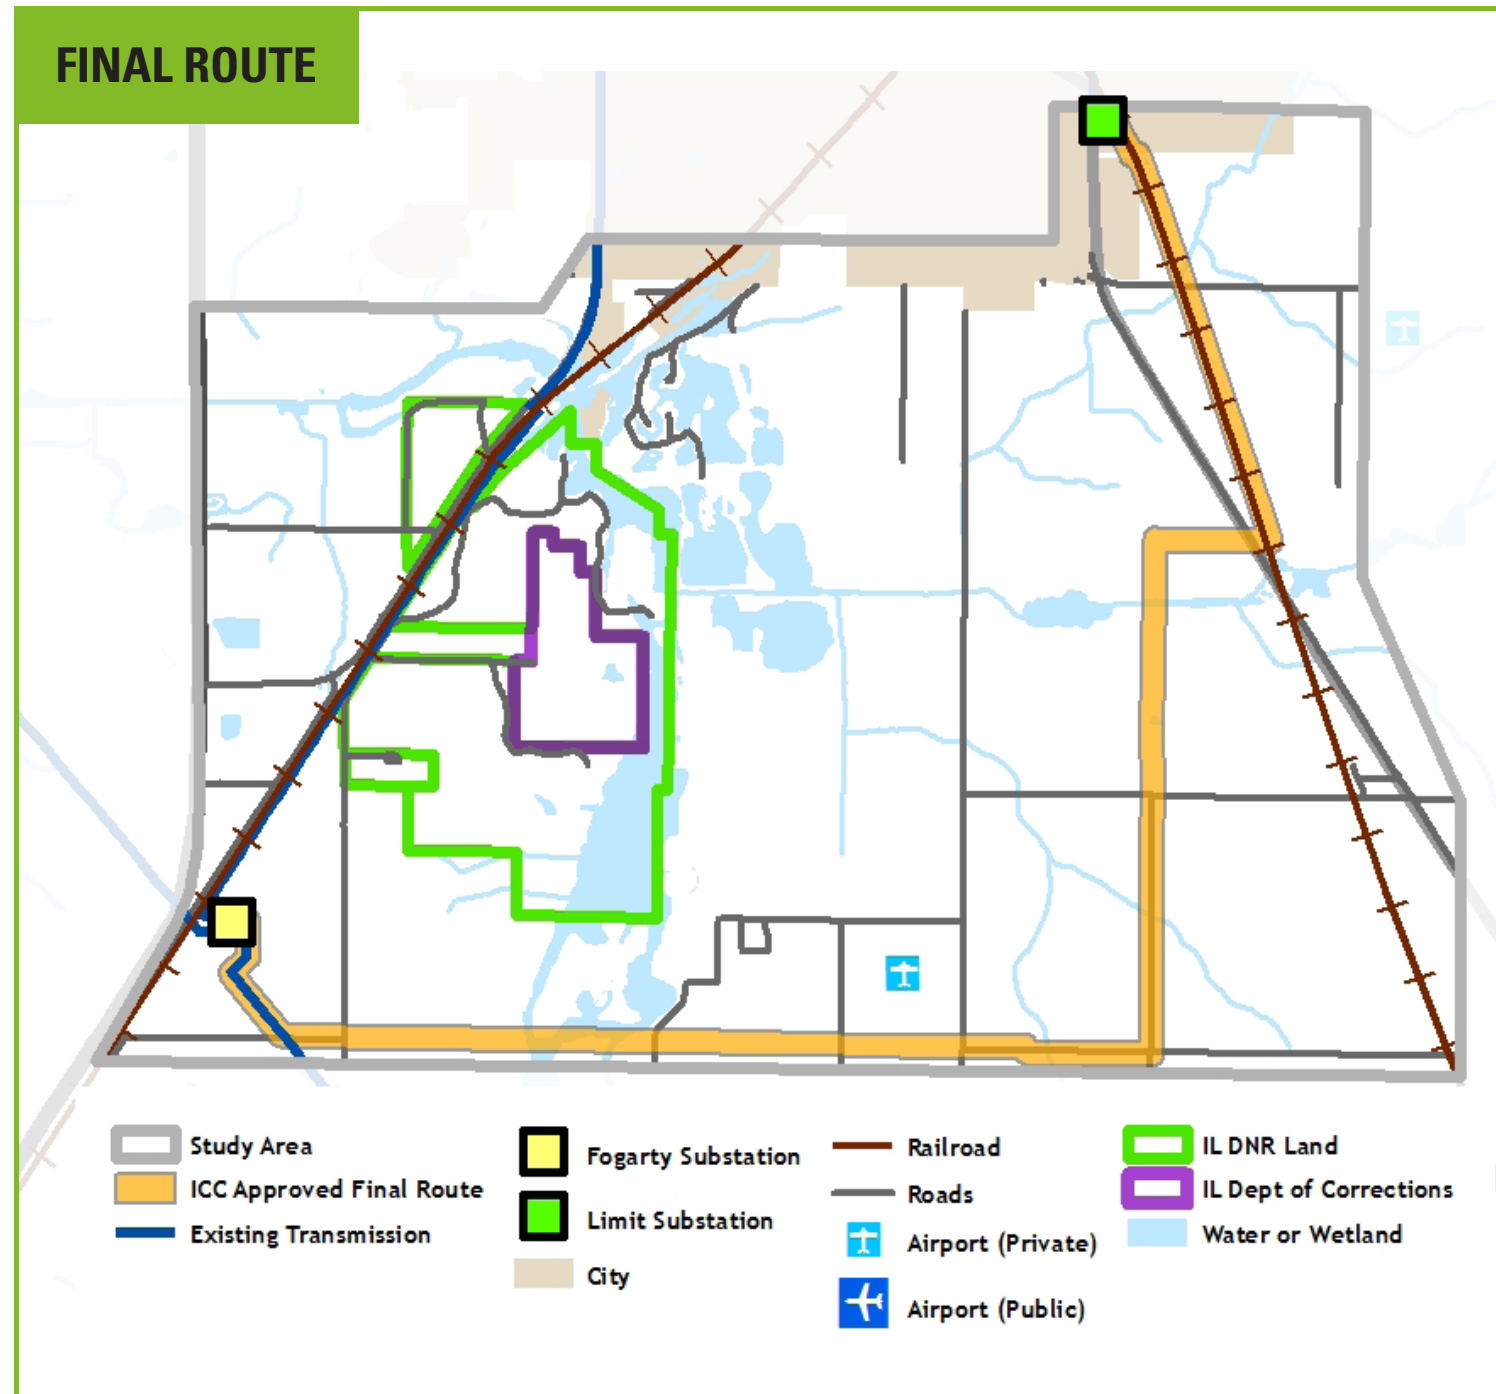 FINAL ROUTE
Study Area
ICC Approved Final Route
Existing Transmission
Fogarty Substation
Limit Substation
City
Railroad
Roads
Airport (Private)
Airport (Public)
IL DNR Land
IL Dept of Corrections
Water or Wetland